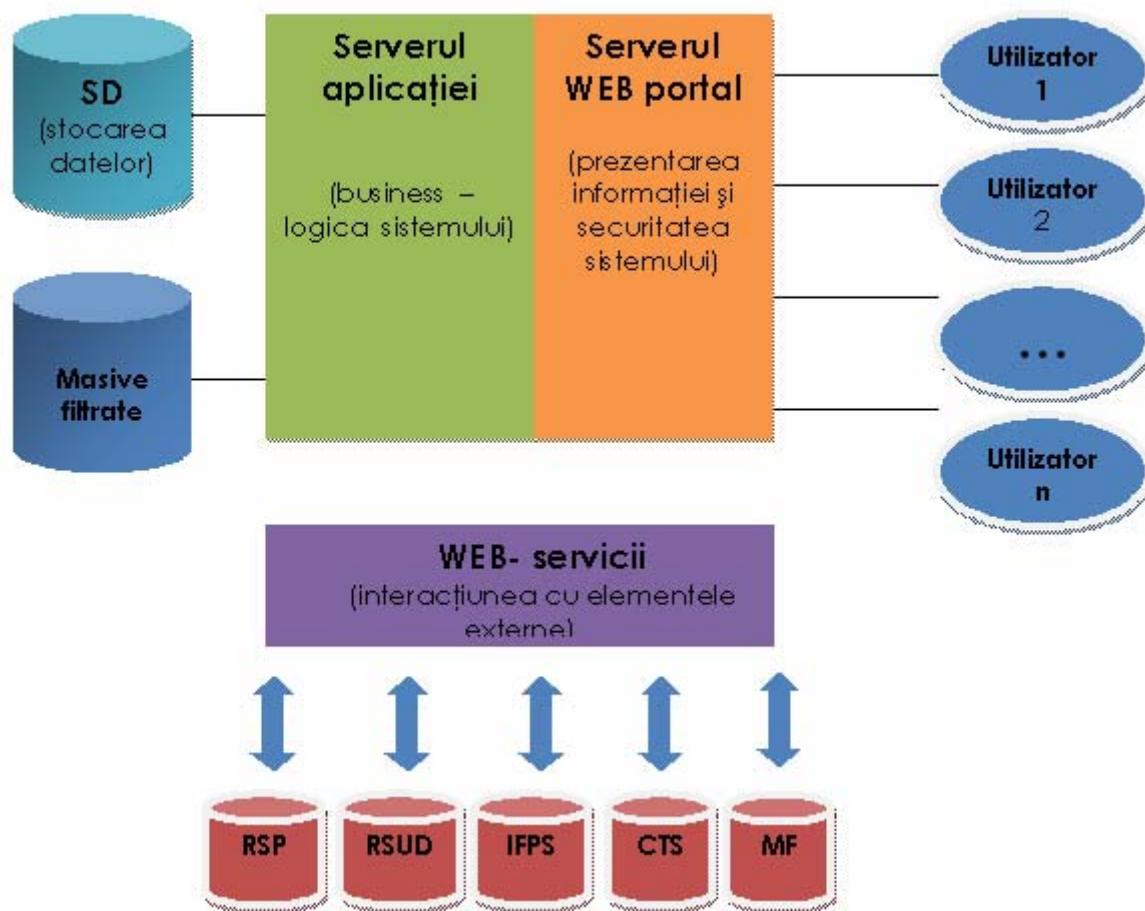 SD
(stocarea
datelor)
Masive
filtrate
Serverul
aplicației
(business –
logica sistemului)
Serverul
WEB portal
(prezentarea
informației și
securitatea
sistemului)
Utilizator
1
Utilizator
2
...
Utilizator
n
WEB- servicii
(interacțiunea cu elementele
externe)
RSP
RSUD
IFPS
CTS
MF